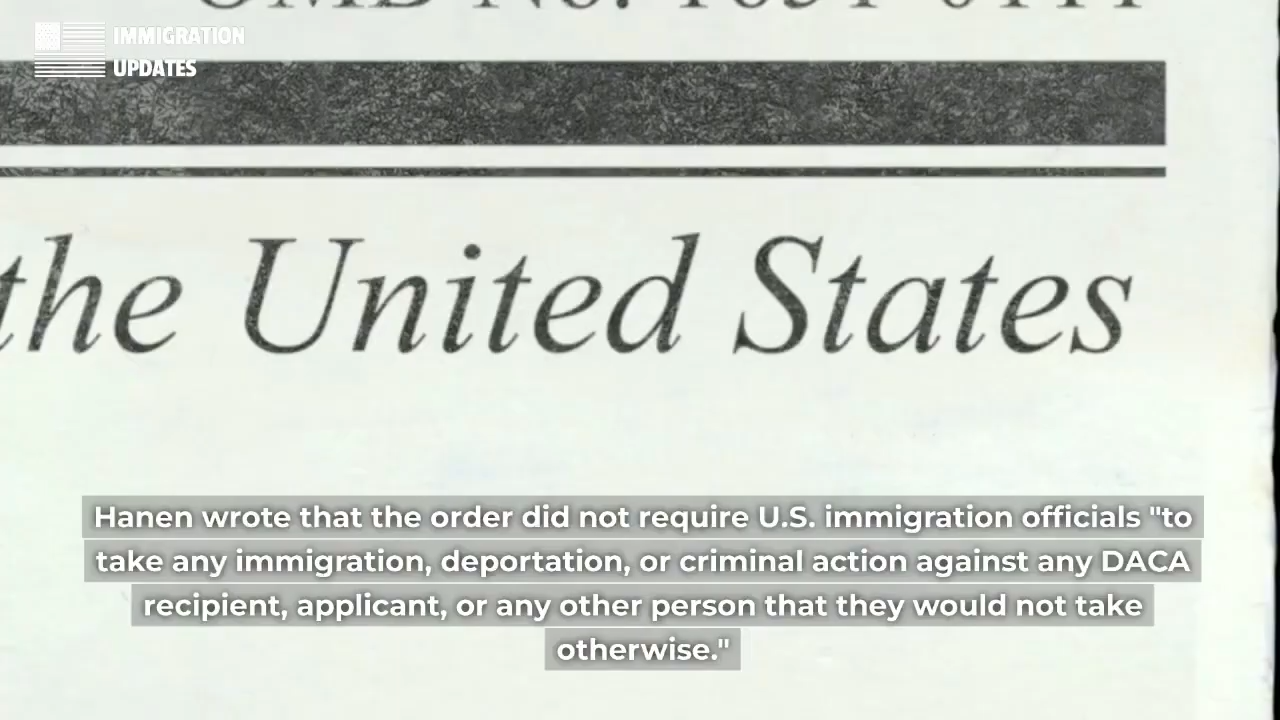 IMMIGRATION
UPDATES
the United States
Hanen wrote that the order did not require U.S. immigration officials "to
take any immigration, deportation, or criminal action against any DACA
recipient, applicant, or any other person that they would not take
otherwise."